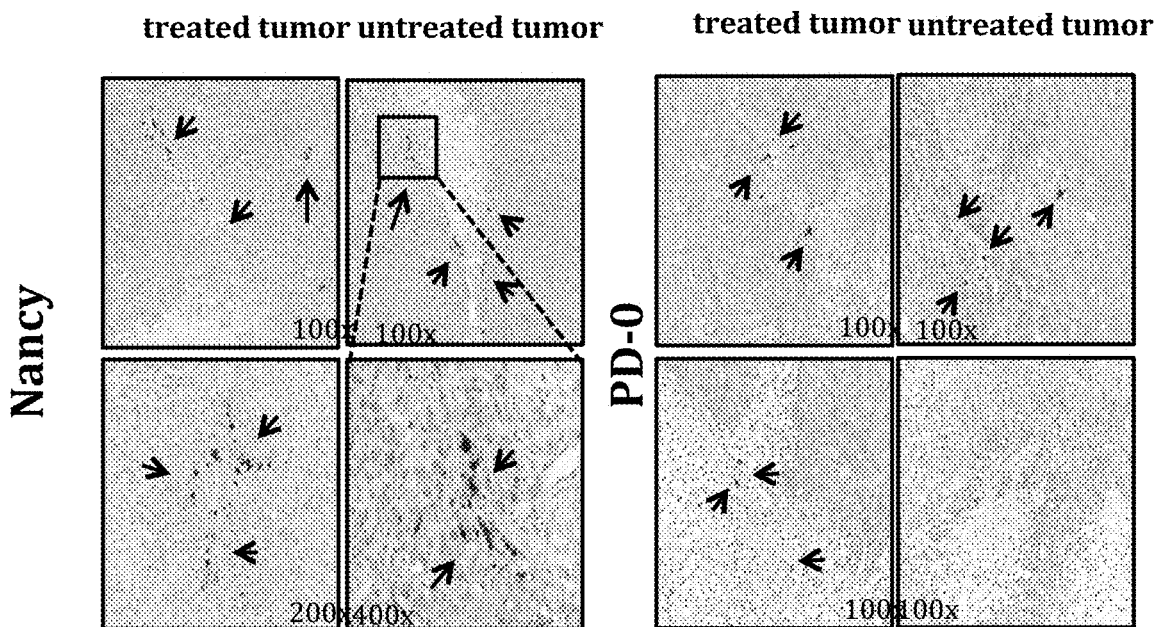 treated tumor untreated tumor
treated tumor untreated tumor
Nancy
100x 100x
200x 400x
PD-0
100x 100x
100x 100x